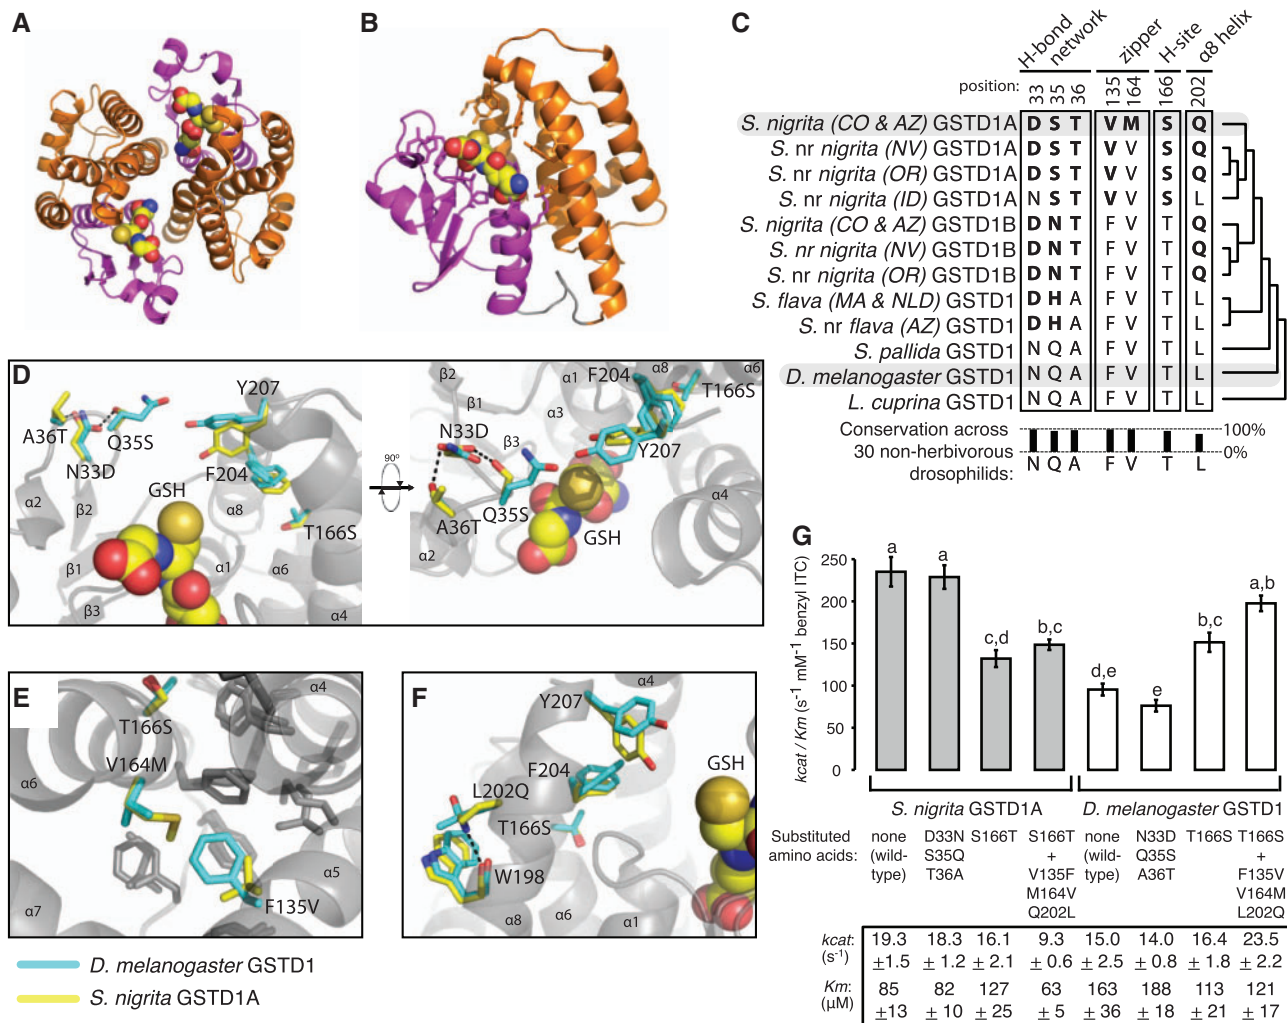 A
B
C
H-bond network
zipper
H-site
α8 helix
position: 33 35 36 135 164 166 202
S. nigrita (CO & AZ) GSTD1A D S T V M S Q
S. nr nigrita (NV) GSTD1A D S T V V S Q
S. nr nigrita (OR) GSTD1A D S T V V S Q
S. nr nigrita (ID) GSTD1A N S T V V S L
S. nigrita (CO & AZ) GSTD1B D N T F V T Q
S. nr nigrita (NV) GSTD1B D N T F V T Q
S. nr nigrita (OR) GSTD1B D N T F V T Q
S. flava (MA & NLD) GSTD1 D H A F V T L
S. nr flava (AZ) GSTD1 D H A F V T L
S. pallida GSTD1 N Q A F V T L
D. melanogaster GSTD1 N Q A F V T L
L. cuprina GSTD1 N Q A F V T L
Conservation across 100%
30 non-herbivorous 0%
drosophilids: N Q A F V T L
D
A36T
N33D
Q35S
Y207
F204
GSH
T166S
α2
β2
β1
β3
α1
α8
α6
α4
90°
β2
β1
α1
α3
β3
F204
α8
α6
T166S
N33D
Y207
A36T
Q35S
GSH
α2
α4
E
T166S
V164M
F135V
α4
α6
α5
α7
F
α4
Y207
F204
GSH
L202Q
T166S
W198
α8
α6
α1
D. melanogaster GSTD1
S. nigrita GSTD1A
G
kcat / Km (s-1 mM-1 benzyl ITC)
250
200
150
100
50
0
a
a
c,d
b,c
d,e
e
b,c
a,b
S. nigrita GSTD1A
D. melanogaster GSTD1
Substituted amino acids:
none (wild-type)
D33N S35Q T36A
S166T
S166T + V135F M164V Q202L
none (wild-type)
N33D Q35S A36T
T166S
T166S + F135V V164M L202Q
kcat: 19.3 18.3 16.1 9.3 15.0 14.0 16.4 23.5
(s-1) ±1.5 ± 1.2 ± 2.1 ± 0.6 ± 2.5 ± 0.8 ± 1.8 ± 2.2
Km: 85 82 127 63 163 188 113 121
(μM) ±13 ± 10 ± 25 ± 5 ± 36 ± 18 ± 21 ± 17